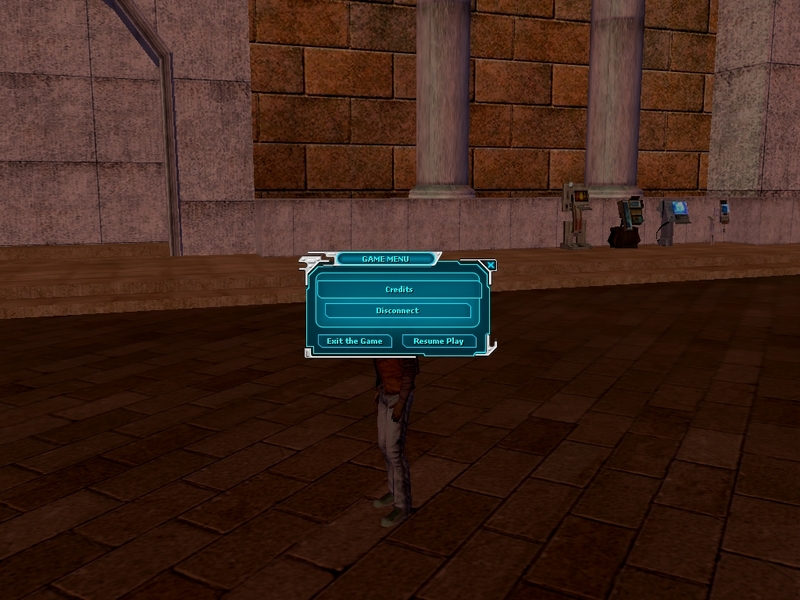 GAME MENU
Credits
Disconnect
Exit the Game
Resume Play